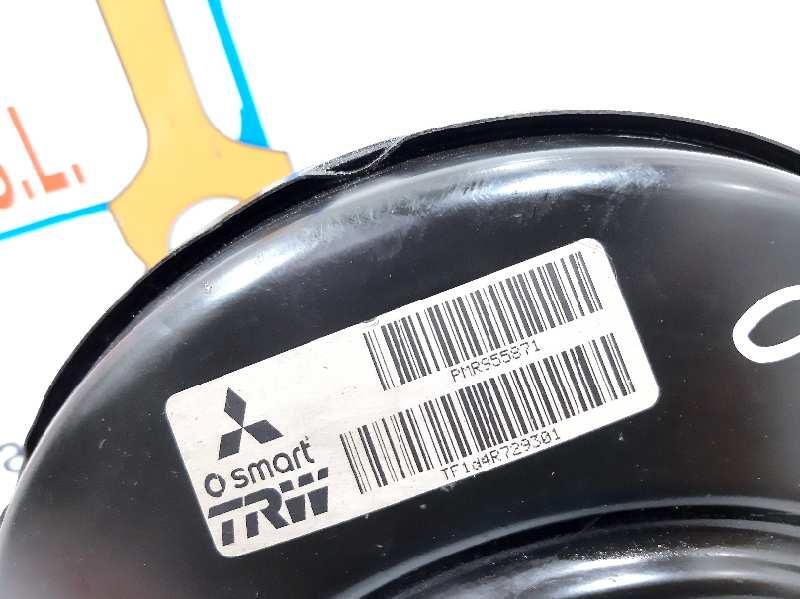 S.L.
PMR955871
TF1d4R729301
smart
TRW